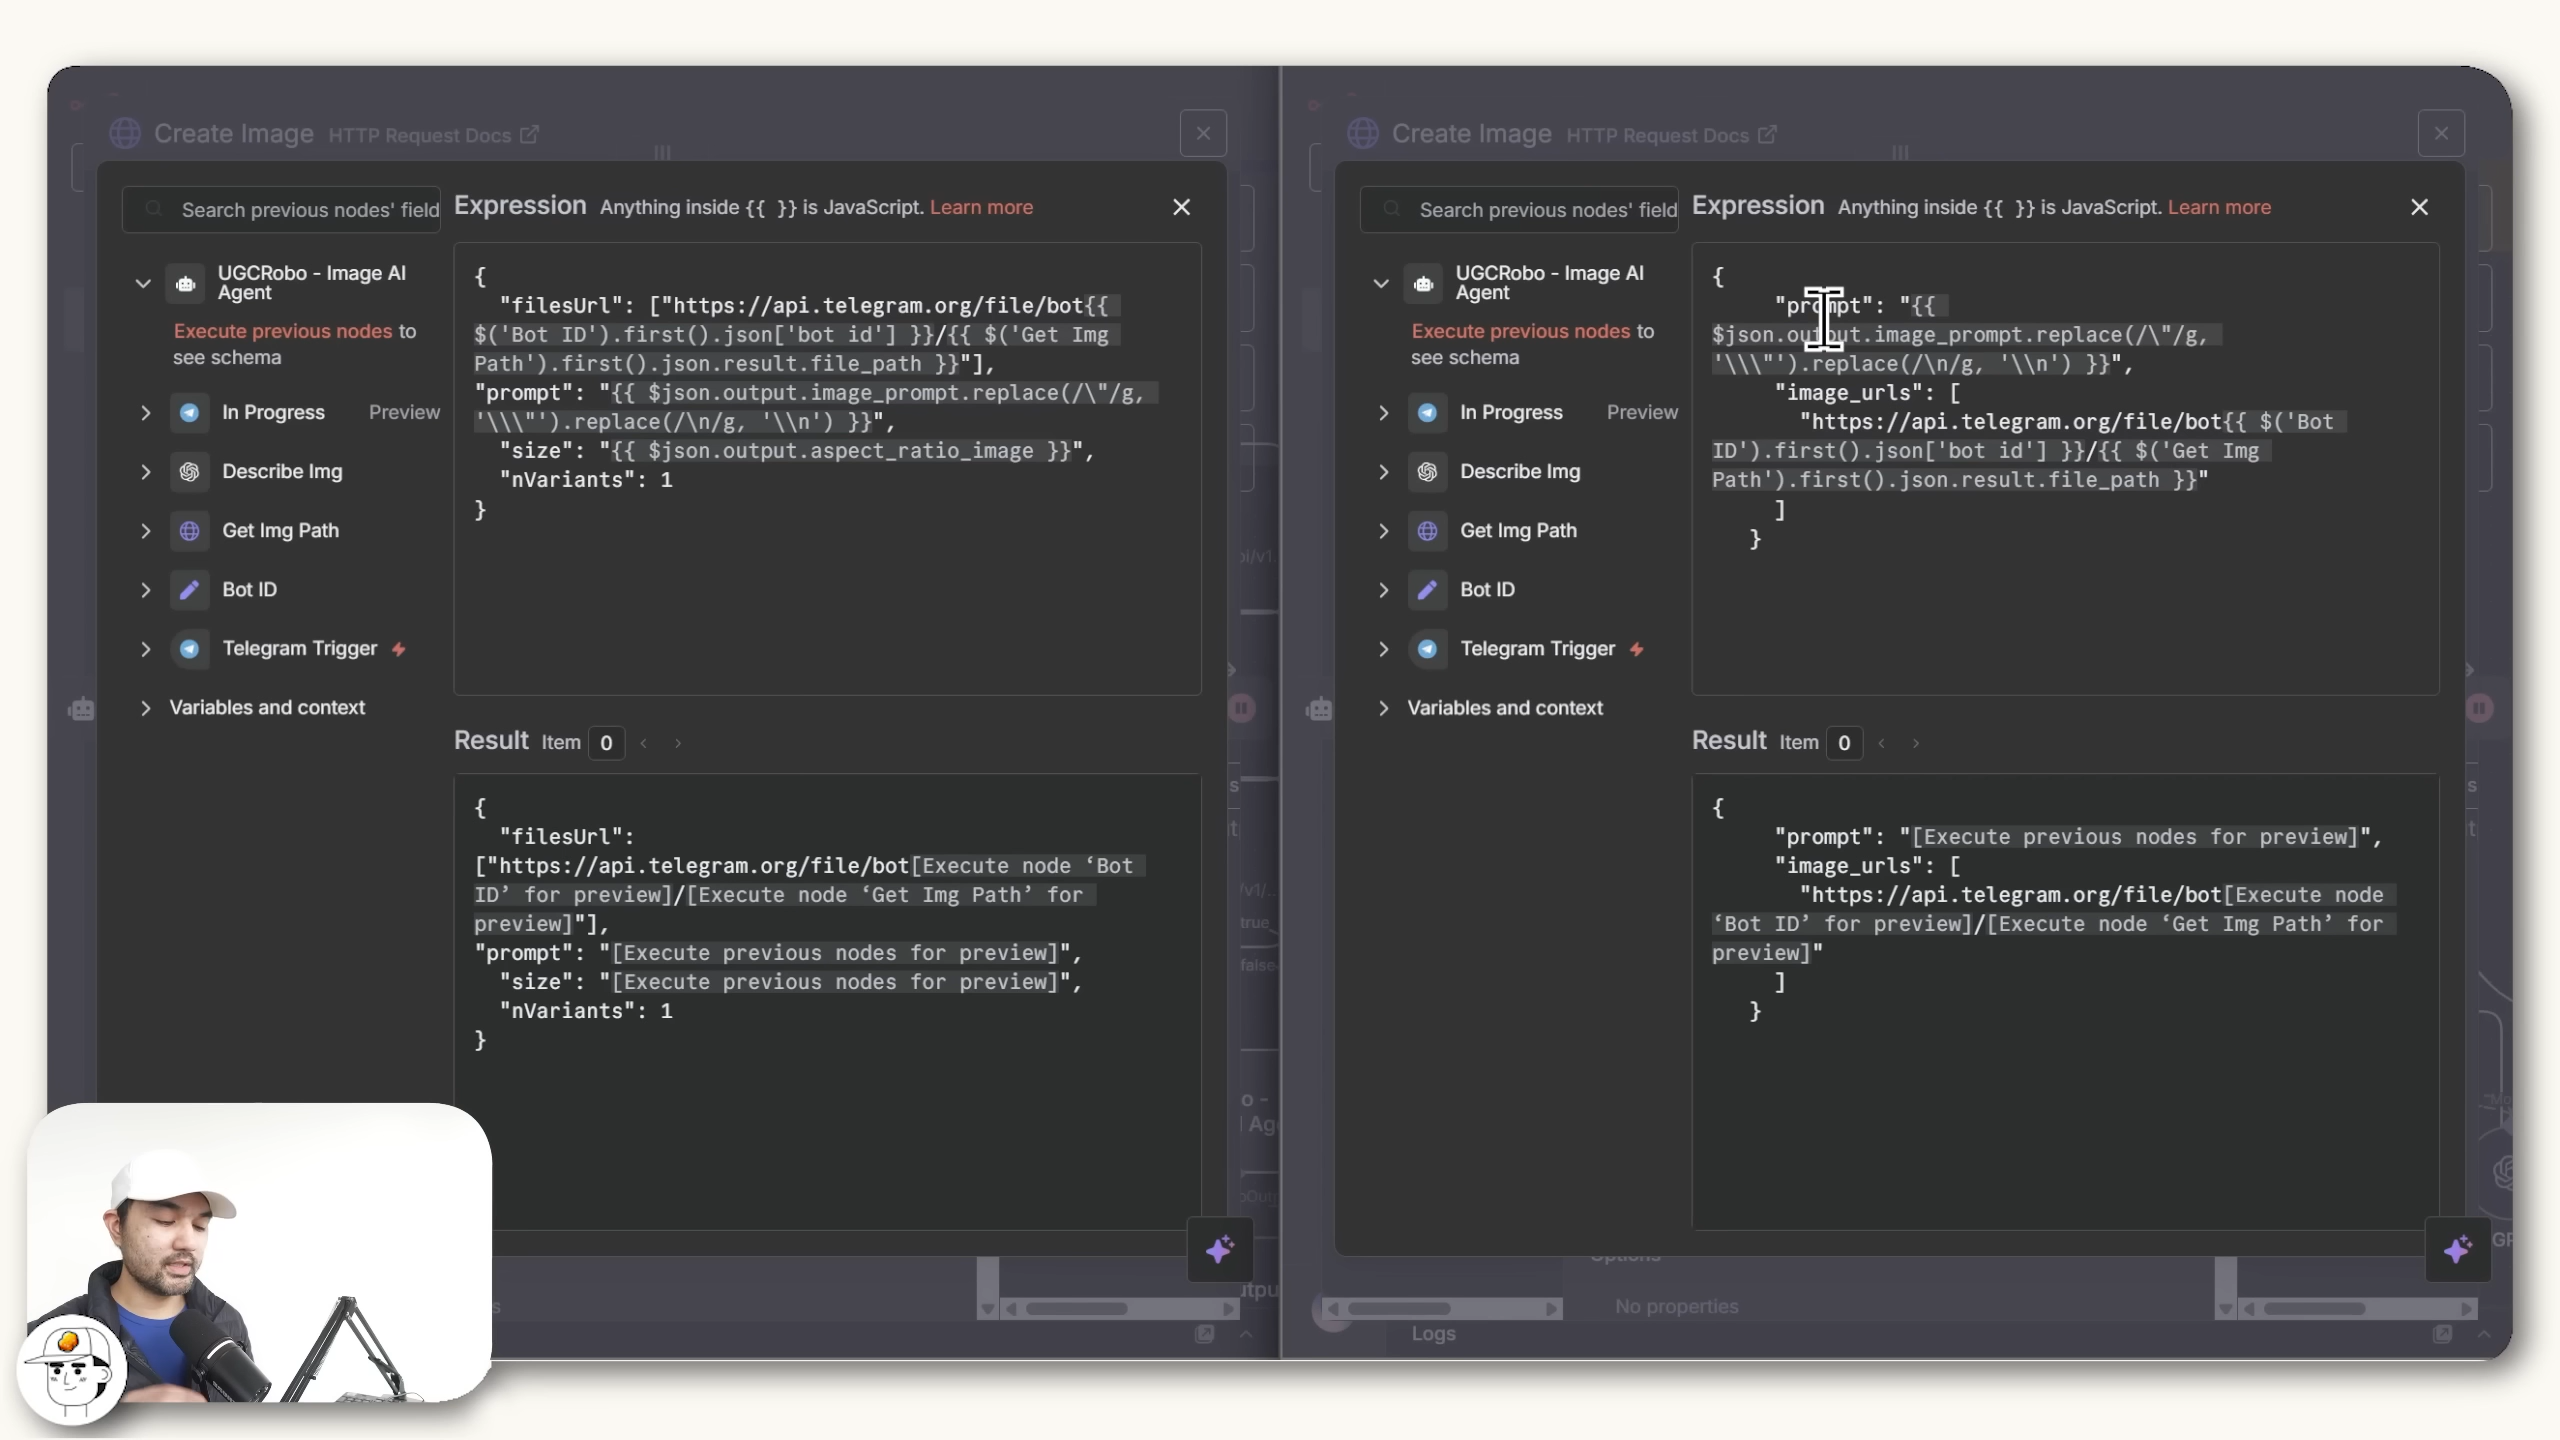 Create Image HTTP Request Docs
Search previous nodes' field
Expression Anything inside {{ }} is JavaScript. Learn more
UGCRobo - Image AI
Agent
Execute previous nodes to
see schema
In Progress Preview
Describe Img
Get Img Path
Bot ID
Telegram Trigger
Variables and context
{
"filesUrl": ["https://api.telegram.org/file/bot{{
$('Bot ID').first().json['bot id'] }}/{{ $('Get Img
Path').first().json.result.file_path }}"],
"prompt": "{{ $json.output.image_prompt.replace(/\"/g,
'\\\"').replace(/\n/g, '\\n') }}",
"size": "{{ $json.output.aspect_ratio_image }}",
"nVariants": 1
}
Result Item 0
{
"filesUrl":
["https://api.telegram.org/file/bot[Execute node ‘Bot
ID’ for preview]/[Execute node ‘Get Img Path’ for
preview]"],
"prompt": "[Execute previous nodes for preview]",
"size": "[Execute previous nodes for preview]",
"nVariants": 1
}
Create Image HTTP Request Docs
Search previous nodes' field
Expression Anything inside {{ }} is JavaScript. Learn more
UGCRobo - Image AI
Agent
Execute previous nodes to
see schema
In Progress Preview
Describe Img
Get Img Path
Bot ID
Telegram Trigger
Variables and context
{
"prompt": "{{
$json.output.image_prompt.replace(/\"/g,
'\\\"').replace(/\n/g, '\\n') }}",
"image_urls": [
"https://api.telegram.org/file/bot{{ $('Bot
ID').first().json['bot id'] }}/{{ $('Get Img
Path').first().json.result.file_path }}"
]
}
Result Item 0
{
"prompt": "[Execute previous nodes for preview]",
"image_urls": [
"https://api.telegram.org/file/bot[Execute node
‘Bot ID’ for preview]/[Execute node ‘Get Img Path’ for
preview]"
]
}
No properties
Logs